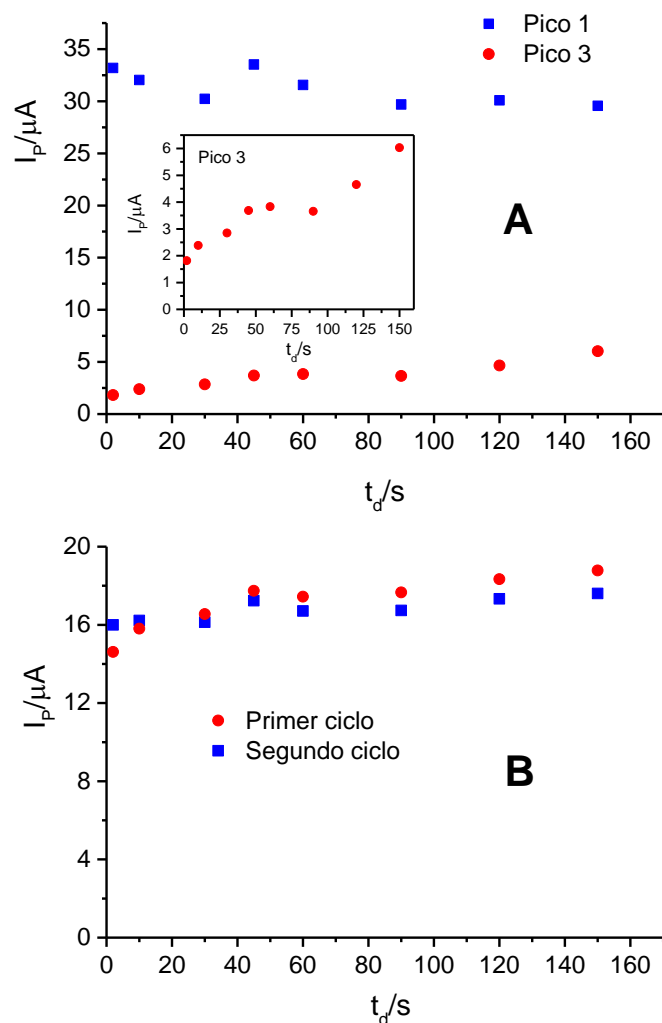 Pico 1
Pico 3
35
30
25
20
15
10
5
0
I_P/μA
Pico 3
6
5
4
3
2
1
0
I_P/μA
0 25 50 75 100 125 150
t_d/s
A
0 20 40 60 80 100 120 140 160
t_d/s
20
16
12
8
4
0
I_P/μA
Primer ciclo
Segundo ciclo
B
0 20 40 60 80 100 120 140 160
t_d/s